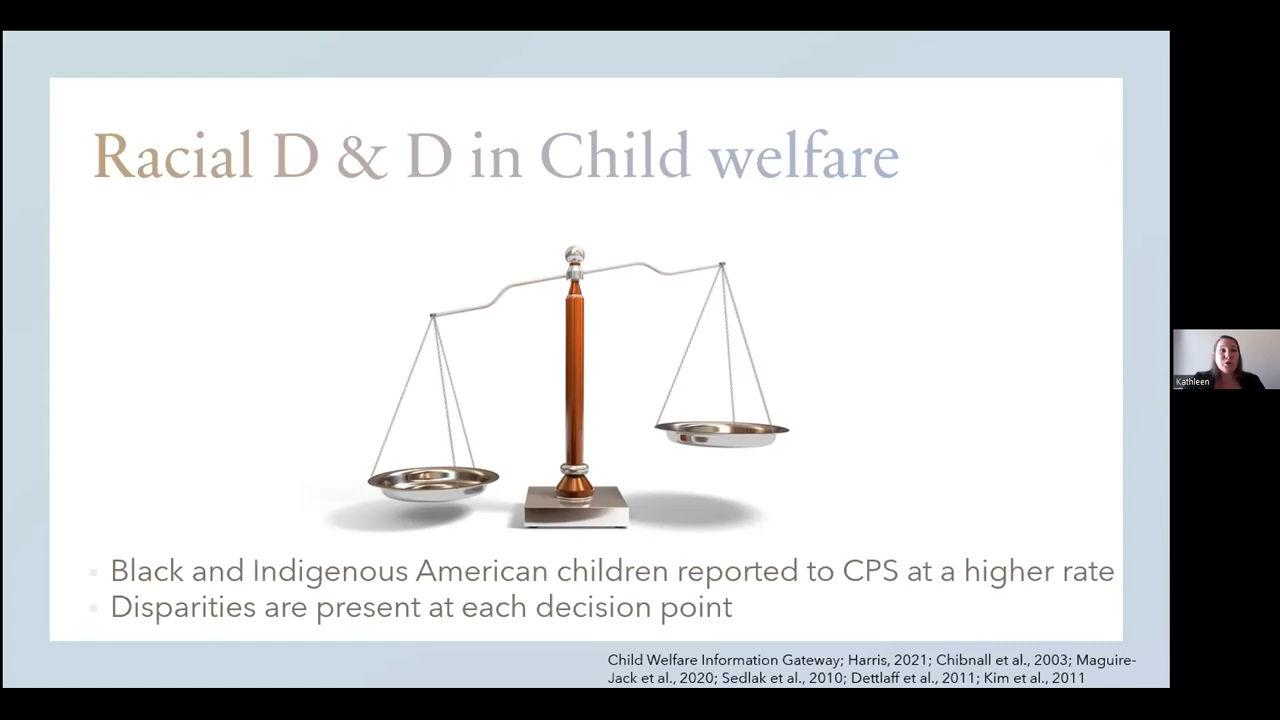 Racial D & D in Child welfare
Black and Indigenous American children reported to CPS at a higher rate
Disparities are present at each decision point
Child Welfare Information Gateway; Harris, 2021; Chibnall et al., 2003; Maguire-
Jack et al., 2020; Sedlak et al., 2010; Dettlaff et al., 2011; Kim et al., 2011
Kathleen